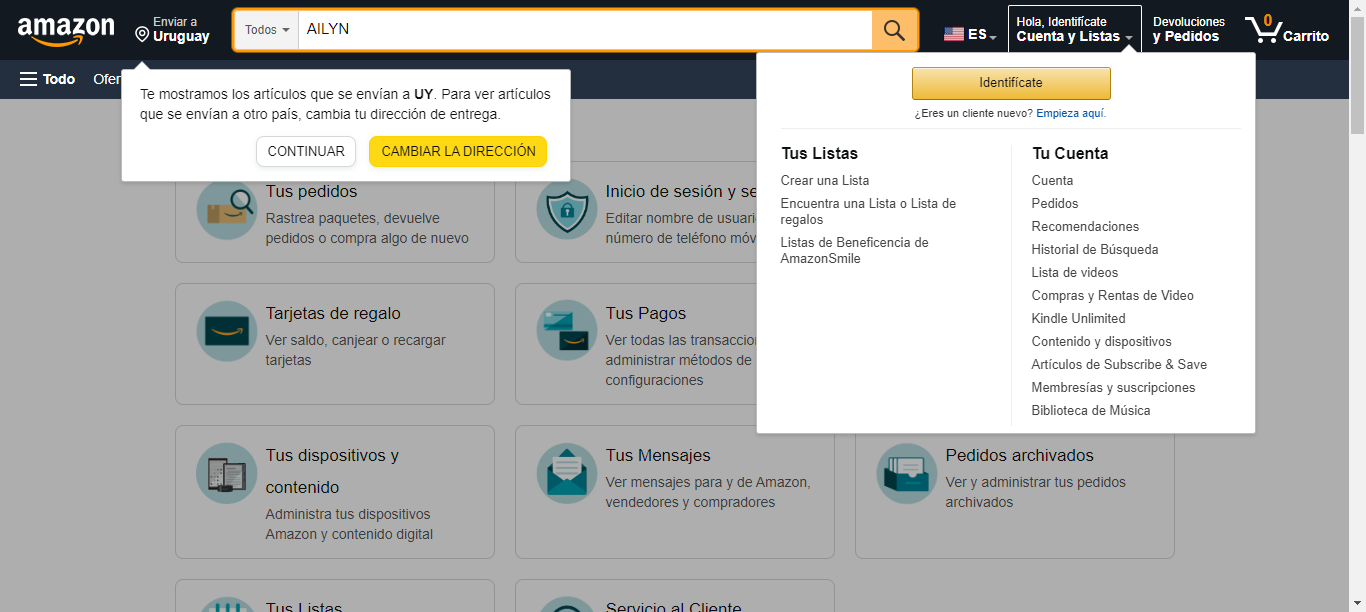 amazon
Enviar a
Uruguay
Todos
AILYN
ES
Hola, Identifícate
Cuenta y Listas
Devoluciones
y Pedidos
0
Carrito
Todo
Ofer
Te mostramos los artículos que se envían a UY. Para ver artículos
que se envían a otro país, cambia tu dirección de entrega.
CONTINUAR
CAMBIAR LA DIRECCIÓN
Identifícate
¿Eres un cliente nuevo? Empieza aquí.
Tus Listas
Crear una Lista
Encuentra una Lista o Lista de
regalos
Listas de Beneficencia de
AmazonSmile
Tu Cuenta
Cuenta
Pedidos
Recomendaciones
Historial de Búsqueda
Lista de videos
Compras y Rentas de Video
Kindle Unlimited
Contenido y dispositivos
Artículos de Subscribe & Save
Membresías y suscripciones
Biblioteca de Música
Tus pedidos
Rastrea paquetes, devuelve
pedidos o compra algo de nuevo
Inicio de sesión y se
Editar nombre de usuari
número de teléfono móv
Tarjetas de regalo
Ver saldo, canjear o recargar
tarjetas
Tus Pagos
Ver todas las transaccio
administrar métodos de
configuraciones
Tus dispositivos y
contenido
Administra tus dispositivos
Amazon y contenido digital
Tus Mensajes
Ver mensajes para y de Amazon,
vendedores y compradores
Pedidos archivados
Ver y administrar tus pedidos
archivados
Tus Listas
Servicio al Cliente